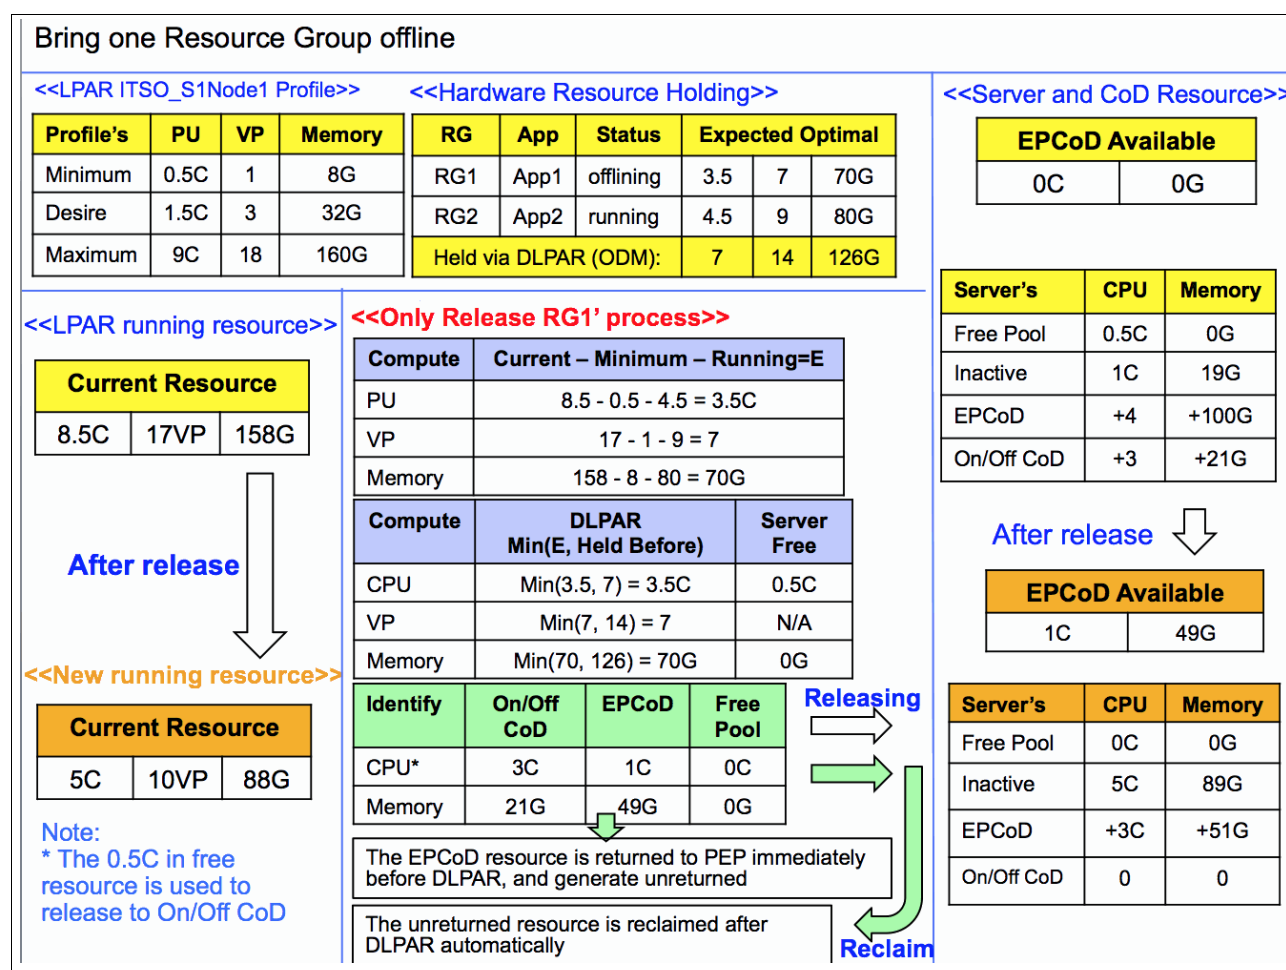 Bring one Resource Group offline
<<LPAR ITSO_S1Node1 Profile>>
Profile's PU VP Memory
Minimum 0.5C 1 8G
Desire 1.5C 3 32G
Maximum 9C 18 160G
<<Hardware Resource Holding>>
RG App Status Expected Optimal
RG1 App1 offlining 3.5 7 70G
RG2 App2 running 4.5 9 80G
Held via DLPAR (ODM): 7 14 126G
<<Server and CoD Resource>>
EPCoD Available
0C 0G
Server's CPU Memory
Free Pool 0.5C 0G
Inactive 1C 19G
EPCoD +4 +100G
On/Off CoD +3 +21G
After release
EPCoD Available
1C 49G
Server's CPU Memory
Free Pool 0C 0G
Inactive 5C 89G
EPCoD +3C +51G
On/Off CoD 0 0
<<LPAR running resource>>
Current Resource
8.5C 17VP 158G
After release
<<New running resource>>
Current Resource
5C 10VP 88G
Note:
* The 0.5C in free
resource is used to
release to On/Off CoD
<<Only Release RG1' process>>
Compute Current – Minimum – Running=E
PU 8.5 - 0.5 - 4.5 = 3.5C
VP 17 - 1 - 9 = 7
Memory 158 - 8 - 80 = 70G
Compute DLPAR Server
Min(E, Held Before) Free
CPU Min(3.5, 7) = 3.5C 0.5C
VP Min(7, 14) = 7 N/A
Memory Min(70, 126) = 70G 0G
Identify On/Off EPCoD Free
CoD Pool
CPU* 3C 1C 0C
Memory 21G 49G 0G
Releasing
The EPCoD resource is returned to PEP immediately
before DLPAR, and generate unreturned
The unreturned resource is reclaimed after
DLPAR automatically
Reclaim